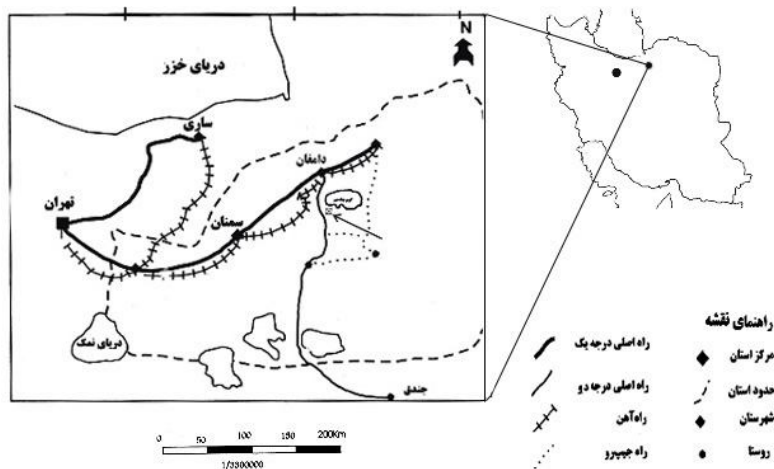 N
دریای خزر
ساری
دامغان
تهران
سمنان
دریای نمک
جندق
0 50 100 150 200Km
1/3300000
راهنمای نقشه
راه اصلی درجه یک
مرکز استان
راه اصلی درجه دو
حدود استان
راه‌آهن
شهرستان
راه جیپ‌رو
روستا